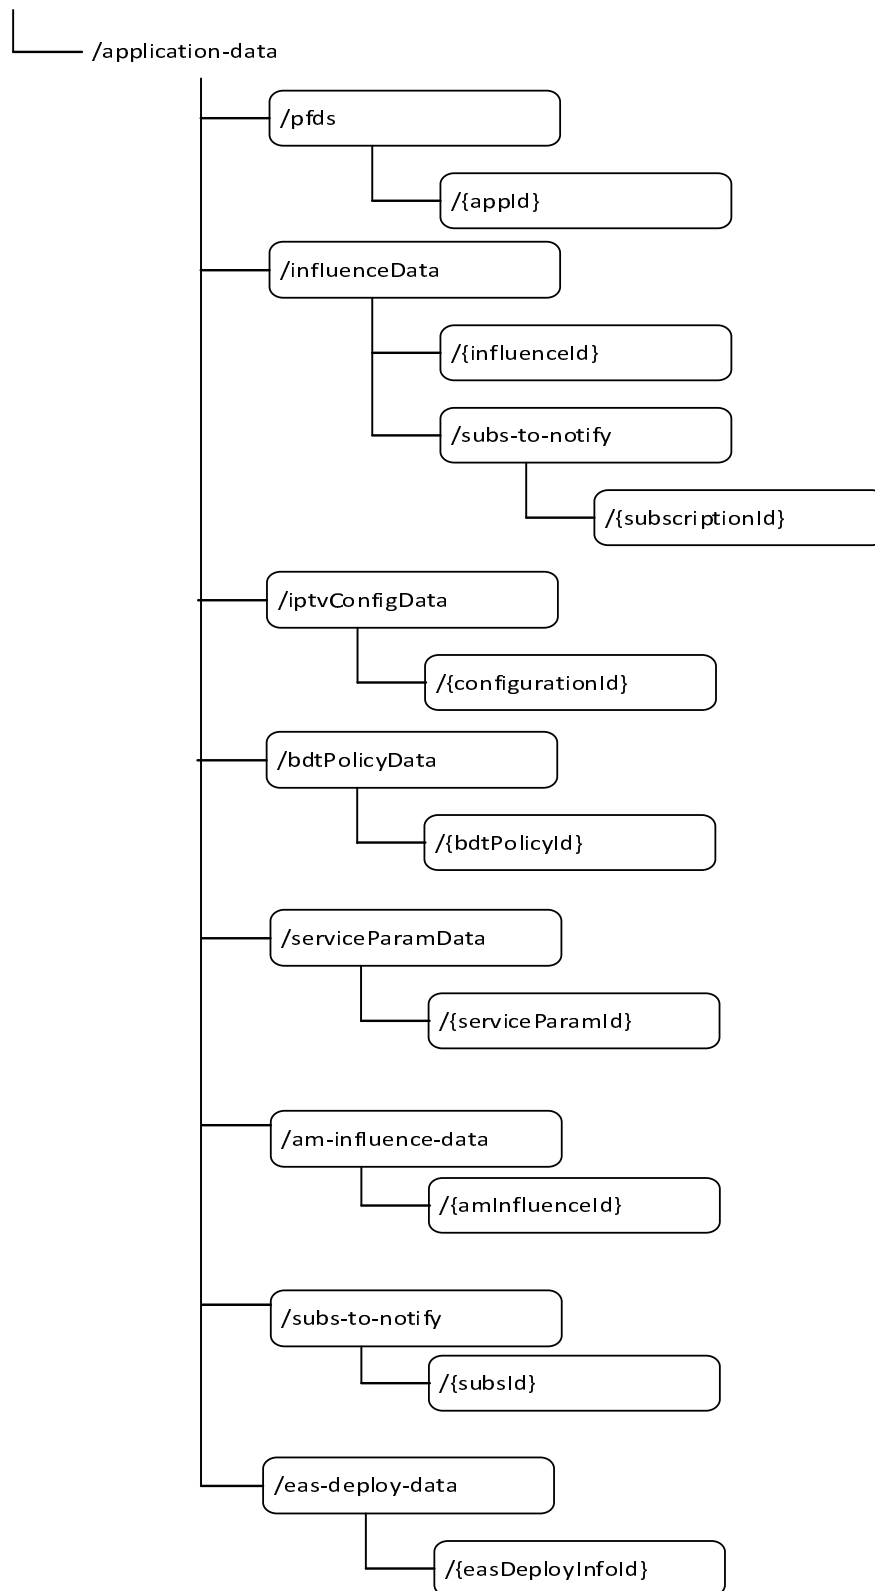 /application-data
/pfds
/{appId}
/influenceData
/{influenceId}
/subs-to-notify
/{subscriptionId}
/iptvConfigData
/{configurationId}
/bdtPolicyData
/{bdtPolicyId}
/serviceParamData
/{serviceParamId}
/am-influence-data
/{amInfluenceId}
/subs-to-notify
/{subsId}
/eas-deploy-data
/{easDeployInfoId}